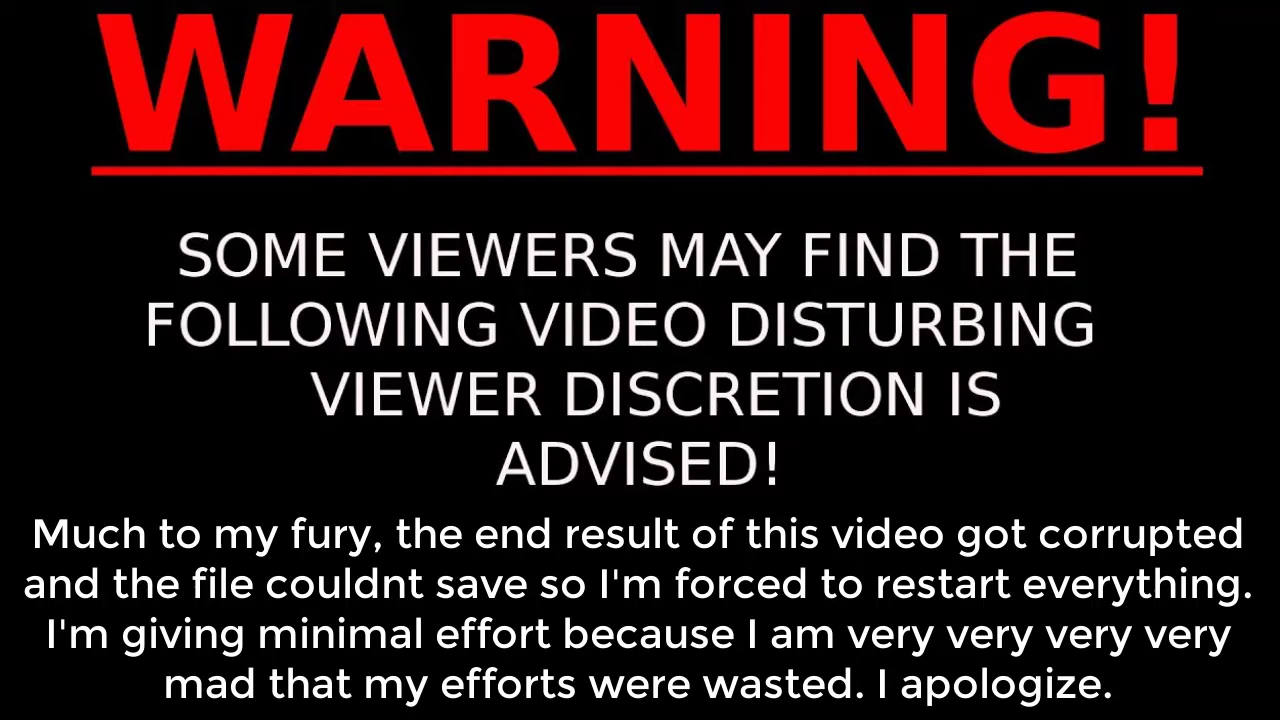 WARNING!
SOME VIEWERS MAY FIND THE
FOLLOWING VIDEO DISTURBING
VIEWER DISCRETION IS
ADVISED!
Much to my fury, the end result of this video got corrupted
and the file couldnt save so I'm forced to restart everything.
I'm giving minimal effort because I am very very very very
mad that my efforts were wasted. I apologize.